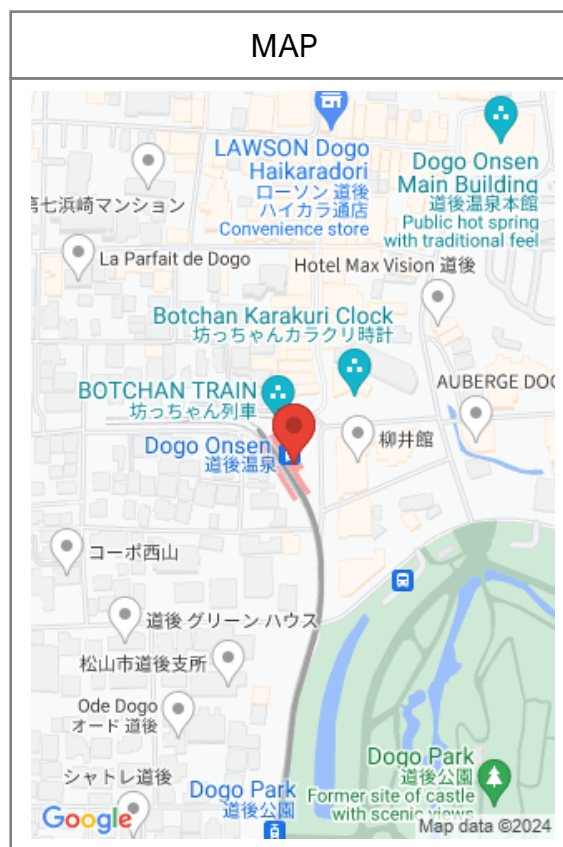 MAP
LAWSON Dogo
Haikaradori
ローソン 道後
ハイカラ通店
Convenience store
Dogo Onsen
Main Building
道後温泉本館
Public hot spring
with traditional feel
第七浜崎マンション
La Parfait de Dogo
Hotel Max Vision 道後
Botchan Karakuri Clock
坊っちゃんカラクリ時計
BOTCHAN TRAIN
坊っちゃん列車
AUBERGE DOG
Dogo Onsen
道後温泉
柳井館
コーポ西山
道後 グリーン ハウス
松山市道後支所
Ode Dogo
オード 道後
シャトレ道後
Dogo Park
道後公園
Dogo Park
道後公園
Former site of castle
with scenic views
Google
Map data ©2024